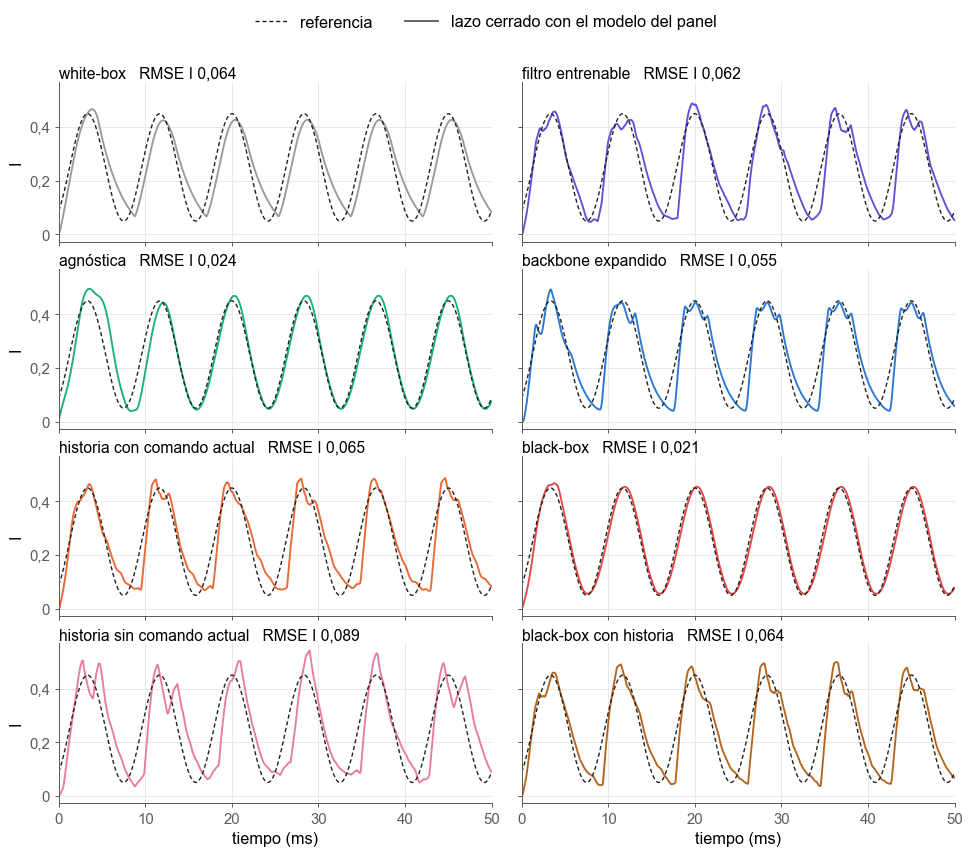 referencia
lazo cerrado con el modelo del panel
white-box RMSE I 0,064
filtro entrenable RMSE I 0,062
0,4
0,2
0
I
agnóstica RMSE I 0,024
backbone expandido RMSE I 0,055
0,4
0,2
0
I
historia con comando actual RMSE I 0,065
black-box RMSE I 0,021
0,4
0,2
0
I
historia sin comando actual RMSE I 0,089
black-box con historia RMSE I 0,064
0,4
0,2
0
I
0 10 20 30 40 50
0 10 20 30 40 50
tiempo (ms)
tiempo (ms)